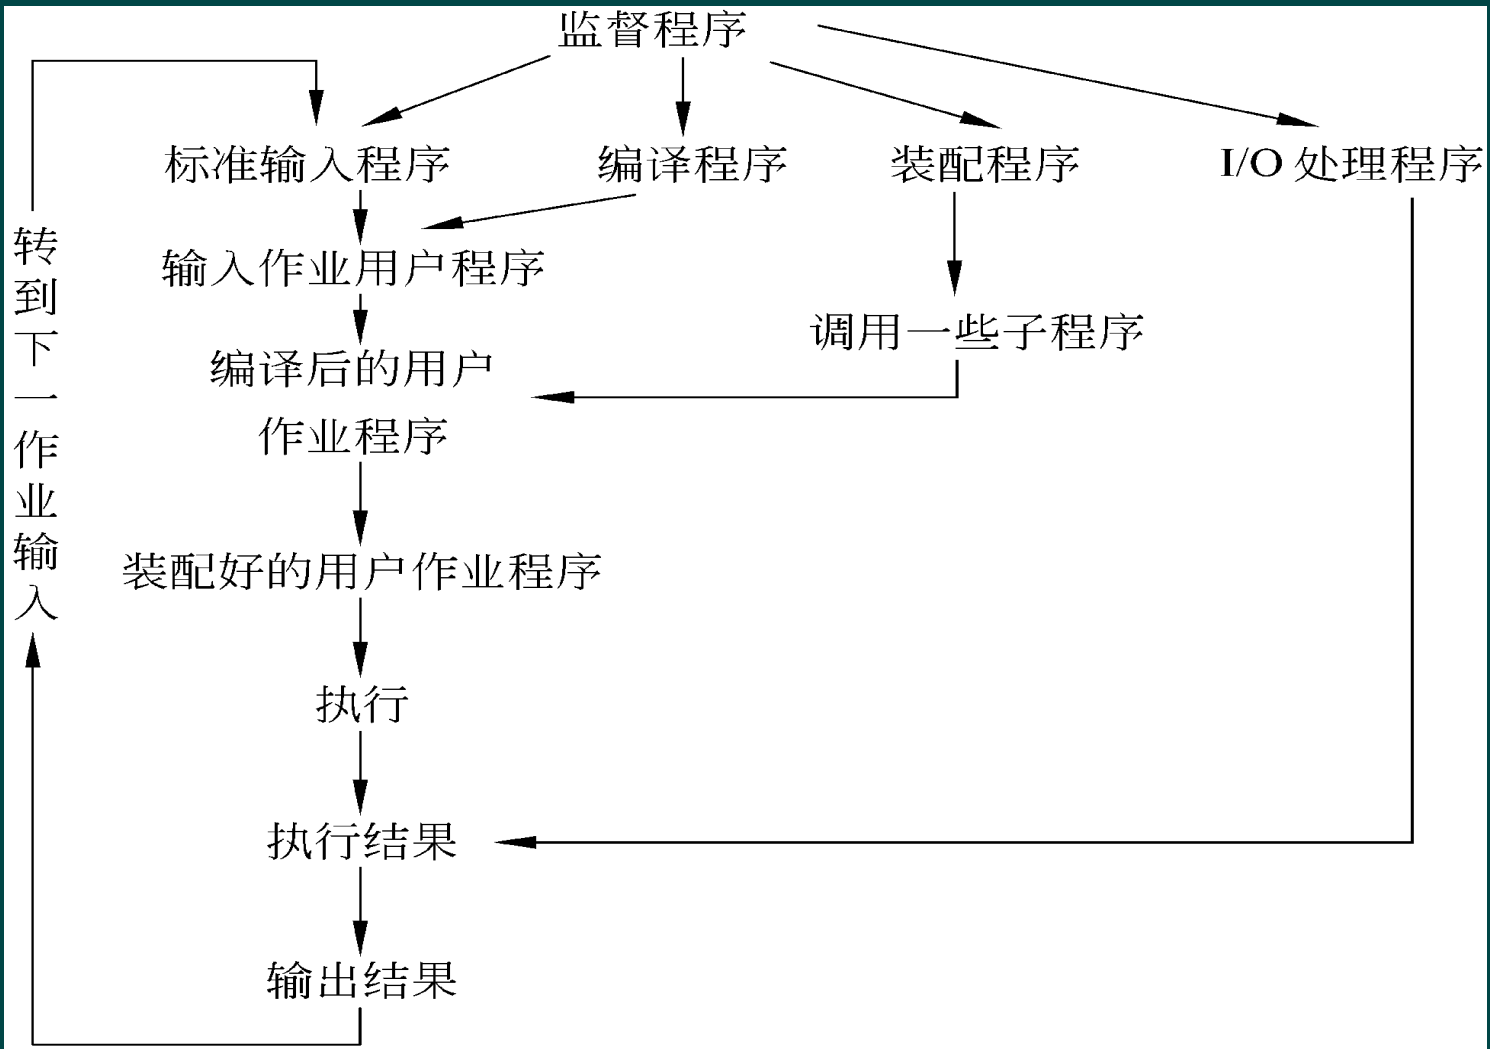 监督程序
标准输入程序
编译程序
装配程序
I/O 处理程序
输入作业用户程序
调用一些子程序
编译后的用户
作业程序
装配好的用户作业程序
执行
执行结果
输出结果
转到下一作业输入